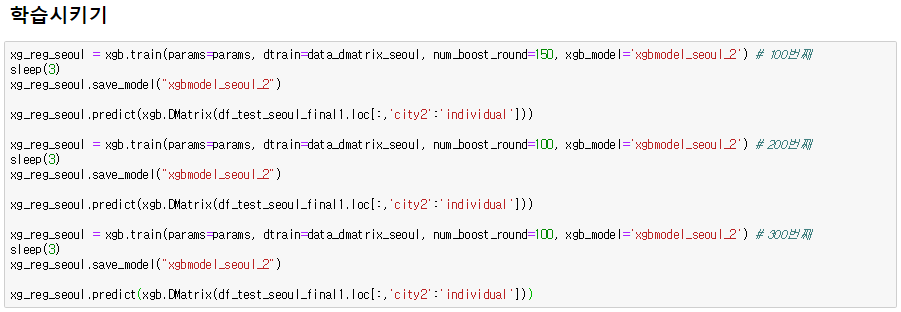 학습시키기
xg_reg_seoul = xgb.train(params=params, dtrain=data_dmatrix_seoul, num_boost_round=150, xgb_model='xgbmodel_seoul_2') # 100번째
sleep(3)
xg_reg_seoul.save_model("xgbmodel_seoul_2")
xg_reg_seoul.predict(xgb.DMatrix(df_test_seoul_final1.loc[:,'city2':'individual']))
xg_reg_seoul = xgb.train(params=params, dtrain=data_dmatrix_seoul, num_boost_round=100, xgb_model='xgbmodel_seoul_2') # 200번째
sleep(3)
xg_reg_seoul.save_model("xgbmodel_seoul_2")
xg_reg_seoul.predict(xgb.DMatrix(df_test_seoul_final1.loc[:,'city2':'individual']))
xg_reg_seoul = xgb.train(params=params, dtrain=data_dmatrix_seoul, num_boost_round=100, xgb_model='xgbmodel_seoul_2') # 300번째
sleep(3)
xg_reg_seoul.save_model("xgbmodel_seoul_2")
xg_reg_seoul.predict(xgb.DMatrix(df_test_seoul_final1.loc[:,'city2':'individual']))